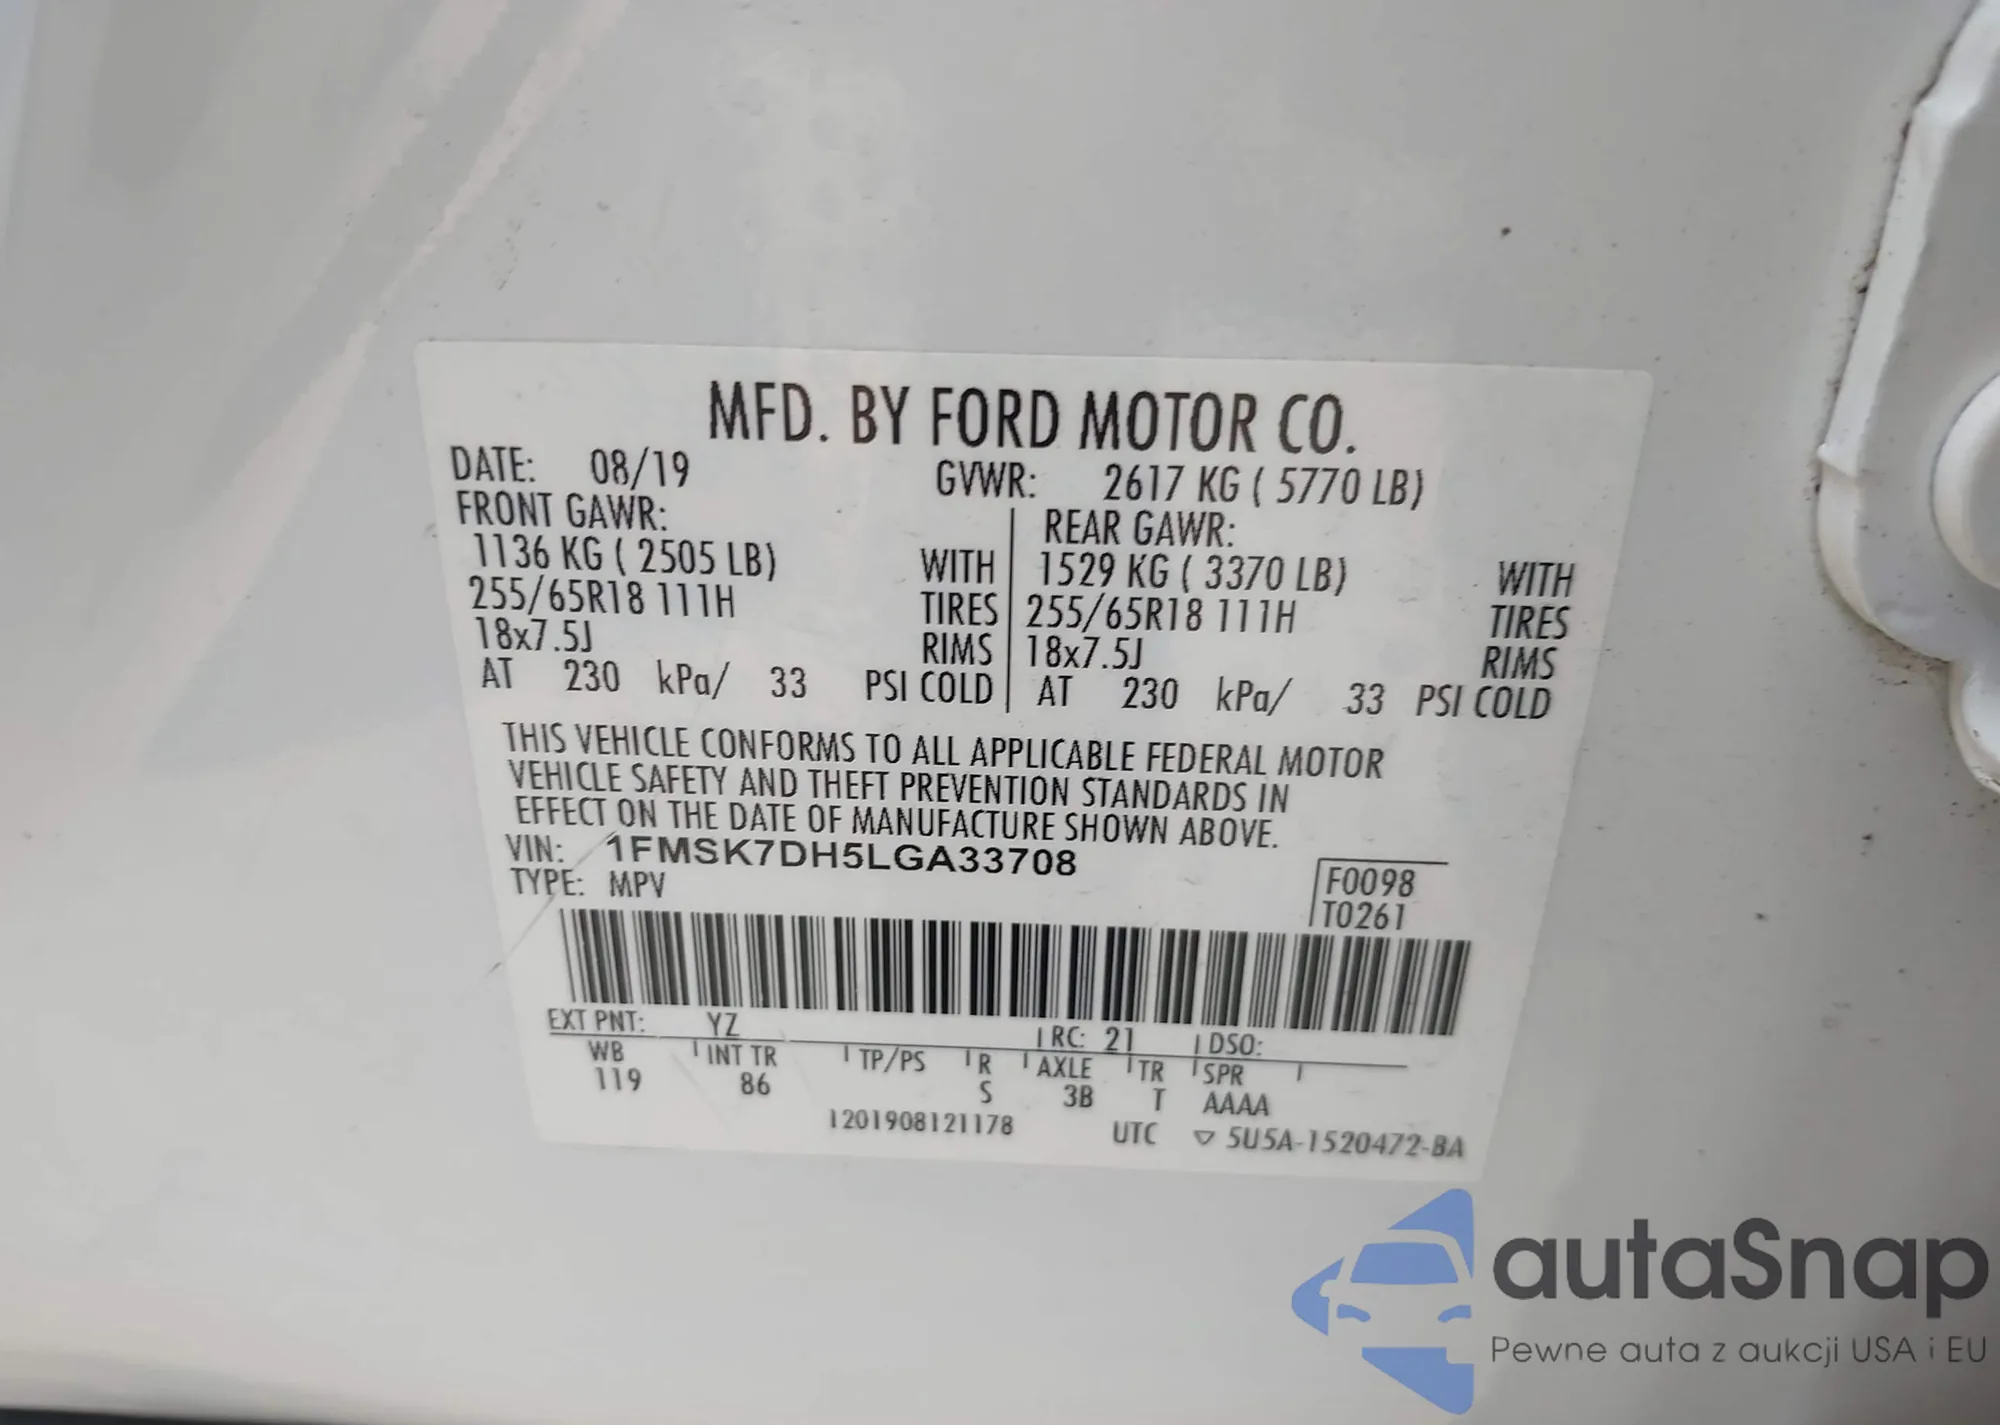 MFD. BY FORD MOTOR CO.
DATE: 08/19 GVWR: 2617 KG ( 5770 LB)
FRONT GAWR: REAR GAWR:
1136 KG ( 2505 LB) WITH 1529 KG ( 3370 LB) WITH
255/65R18 111H TIRES 255/65R18 111H TIRES
18x7.5J RIMS 18x7.5J RIMS
AT 230 kPa/ 33 PSI COLD AT 230 kPa/ 33 PSI COLD
THIS VEHICLE CONFORMS TO ALL APPLICABLE FEDERAL MOTOR
VEHICLE SAFETY AND THEFT PREVENTION STANDARDS IN
EFFECT ON THE DATE OF MANUFACTURE SHOWN ABOVE.
VIN: 1FMSK7DH5LGA33708
TYPE: MPV
F0098
T0261
EXT PNT: YZ RC: 21 DSO:
WB INT TR TP/PS R AXLE TR SPR
119 86 S 3B T AAAA
1201908121178 UTC ▽ 5U5A-1520472-BA
autaSnap
Pewne auta z aukcji USA i EU